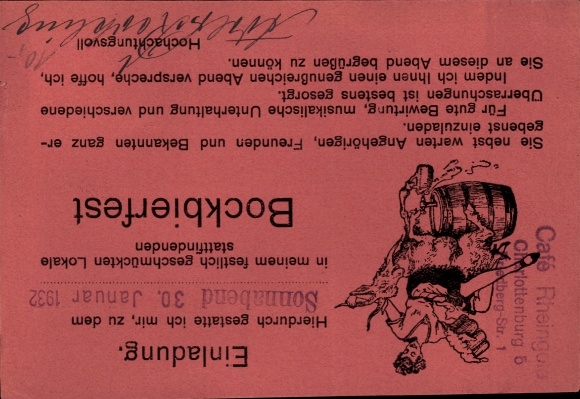 Einladung.
Hierdurch gestatte ich mir, zu dem
Sonnabend 30. Januar 1932
in meinem festlich geschmückten Lokale
stattfindenden
Bockbierfest
Sie nebst werten Angehörigen, Freunden und Bekannten ganz er-
gebenst einzuladen.
Für gute Bewirtung, musikalische Unterhaltung und verschiedene
Überraschungen ist bestens gesorgt.
Indem ich Ihnen einen genußreichen Abend verspreche, hoffe ich,
Sie an diesem Abend begrüßen zu können.
Hochachtungsvoll
Café Rheingold
Charlottenburg 5
-Str. 1